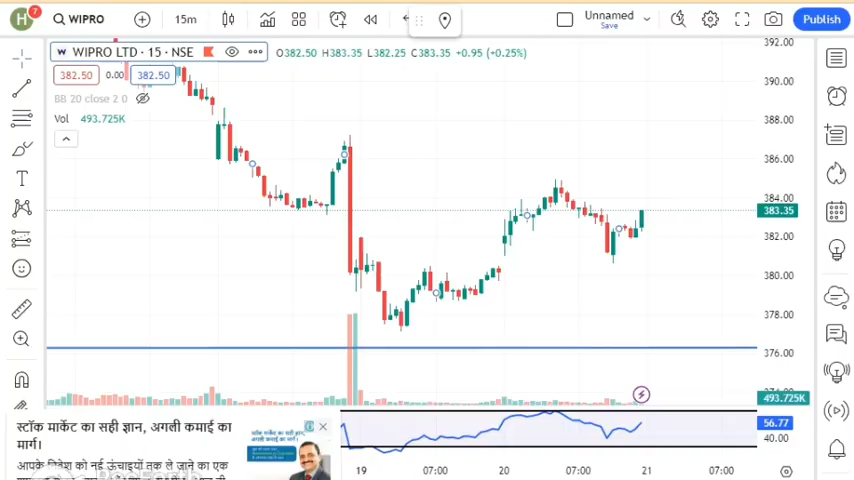 H
7
WIPRO
15m
Unnamed
Save
Publish
W WIPRO LTD · 15 · NSE
O382.50 H383.35 L382.25 C383.35 +0.95 (+0.25%)
382.50
0.00
382.50
BB 20 close 2 0
Vol 493.725K
392.00
390.00
388.00
386.00
384.00
383.35
382.00
380.00
378.00
376.00
493.725K
56.77
40.00
स्टॉक मार्केट का सही ज्ञान, अगली कमाई का
मार्ग।
19
07:00
20
07:00
21
07:00